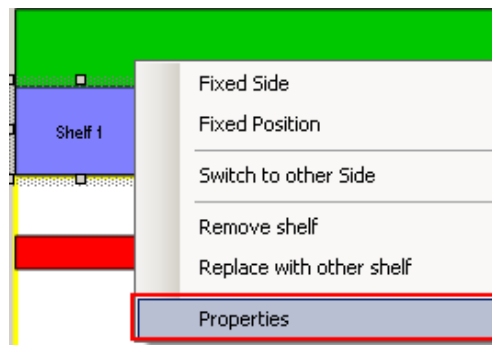 Shelf 1
Fixed Side
Fixed Position
Switch to other Side
Remove shelf
Replace with other shelf
Properties